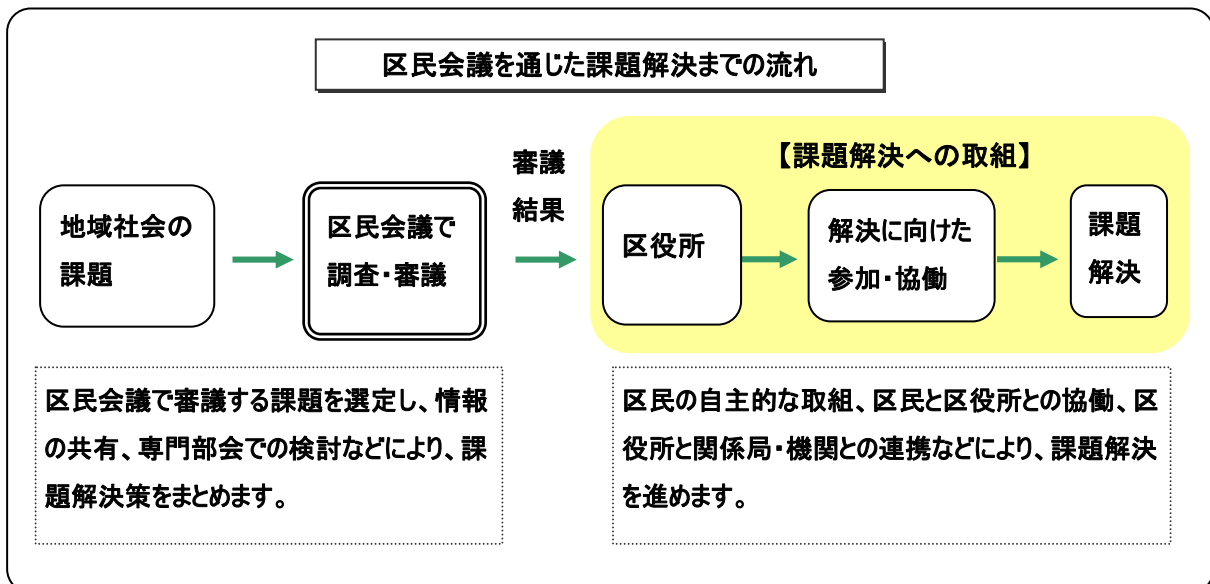 区民会議を通じた課題解決までの流れ
地域社会の
課題
区民会議で
調査・審議
審議
結果
【課題解決への取組】
区役所
解決に向けた
参加・協働
課題
解決
区民会議で審議する課題を選定し、情報
の共有、専門部会での検討などにより、課
題解決策をまとめます。
区民の自主的な取組、区民と区役所との協働、区
役所と関係局・機関との連携などにより、課題解決
を進めます。